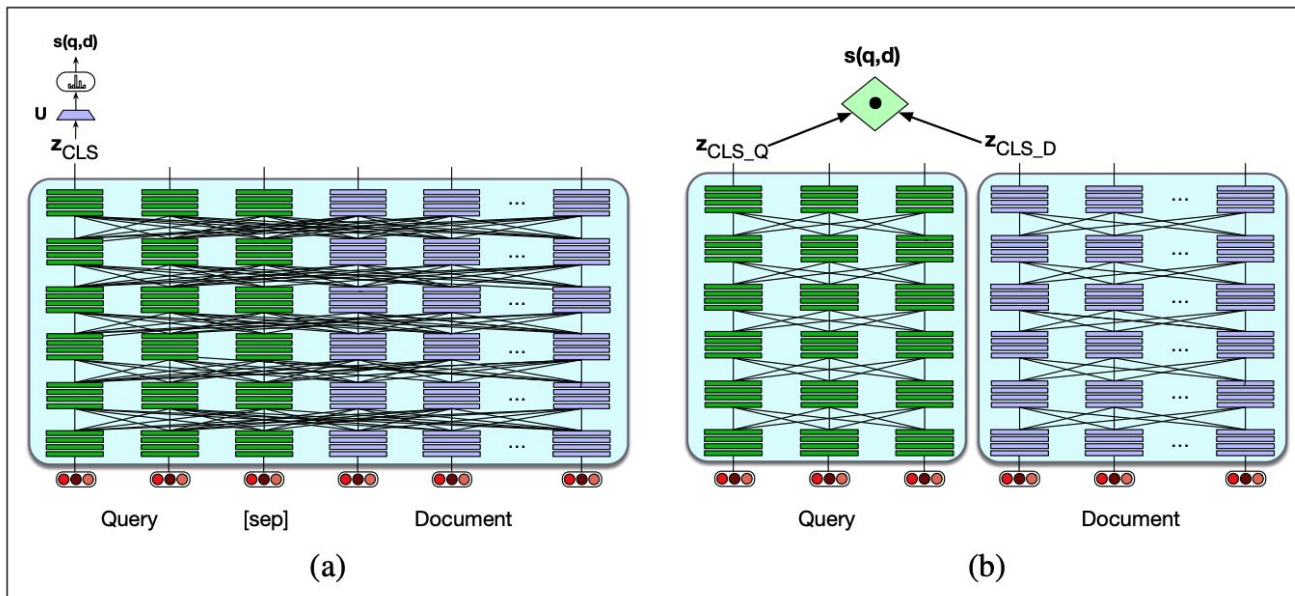 s(q,d)
U
zCLS
Query
[sep]
Document
(a)
s(q,d)
zCLS_Q
zCLS_D
Query
Document
(b)
...
...
...
...
...
...
...
...
...
...
...
...